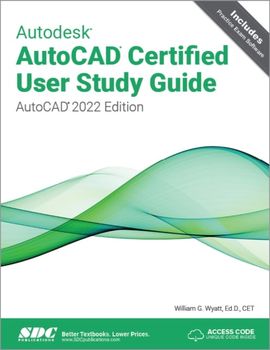 Includes
Practice Exam Software
Autodesk®
AutoCAD® Certified
User Study Guide
AutoCAD® 2022 Edition
William G. Wyatt, Ed.D., CET
SDC
PUBLICATIONS
Better Textbooks. Lower Prices.
www.SDCpublications.com
ACCESS CODE
UNIQUE CODE INSIDE